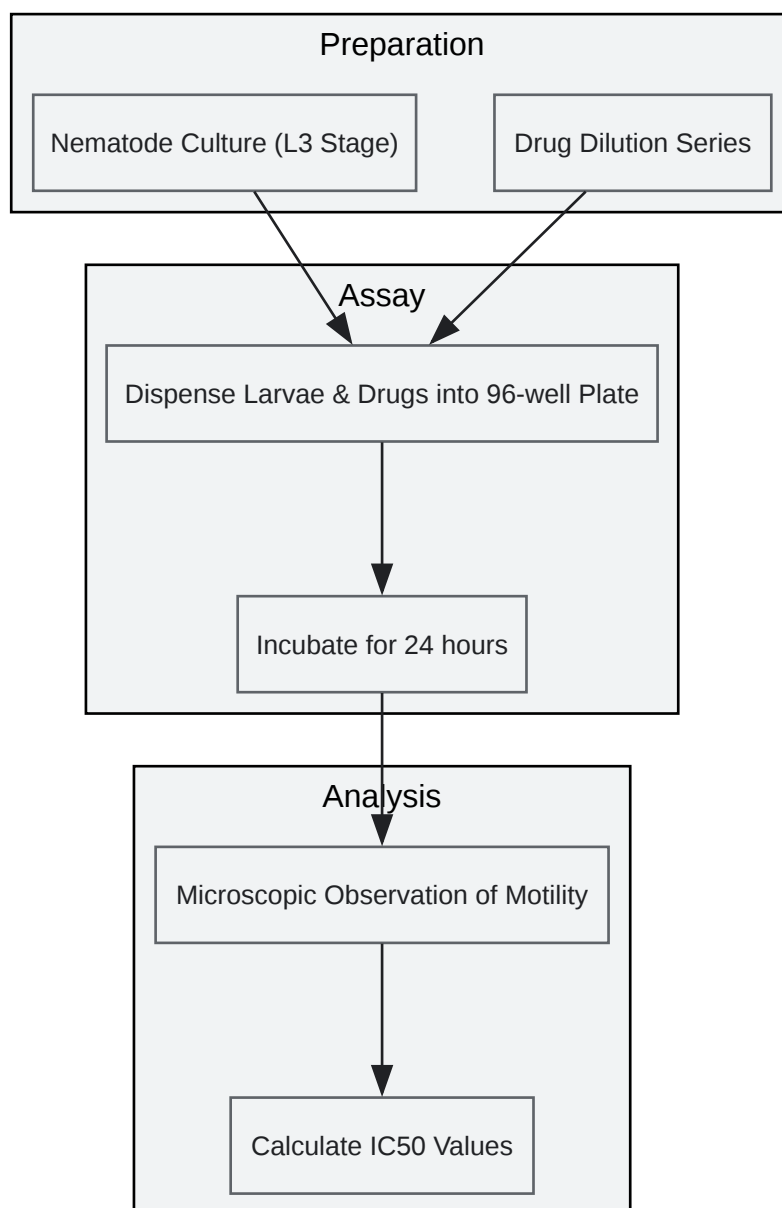 Preparation
Nematode Culture (L3 Stage)
Drug Dilution Series
Assay
Dispense Larvae & Drugs into 96-well Plate
Incubate for 24 hours
Analysis
Microscopic Observation of Motility
Calculate IC50 Values